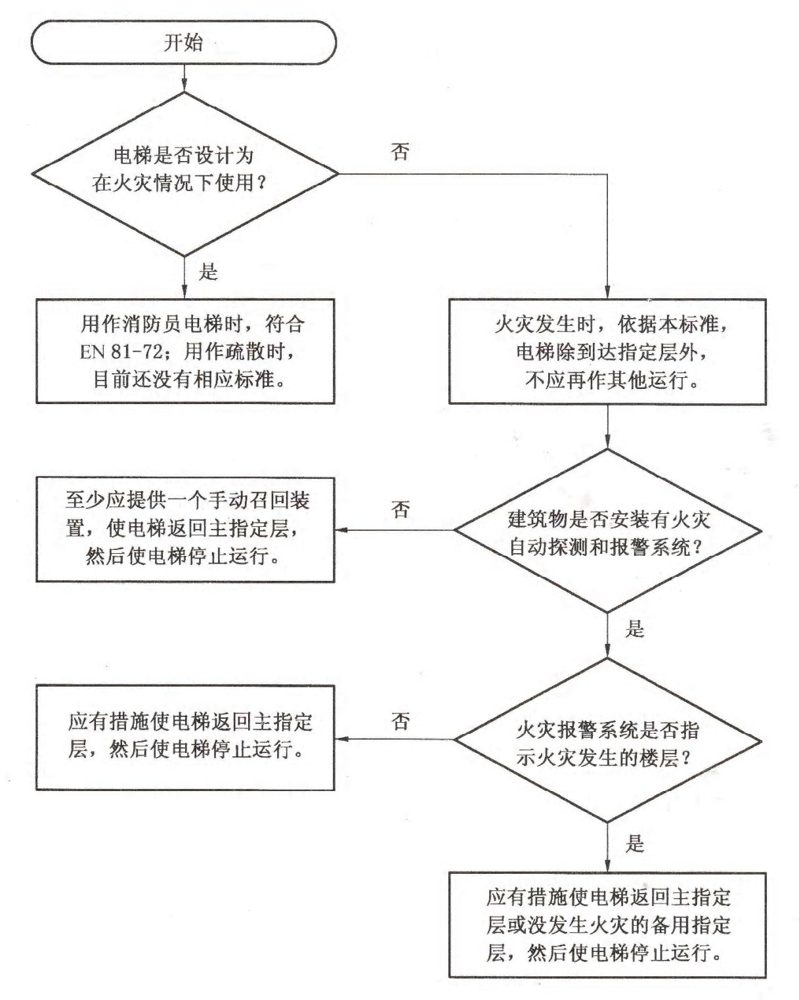 开始
电梯是否设计为
在火灾情况下使用？
否
是
用作消防员电梯时，符合
EN 81-72；用作疏散时，
目前还没有相应标准。
火灾发生时，依据本标准，
电梯除到达指定层外，
不应再作其他运行。
建筑物是否安装有火灾
自动探测和报警系统？
否
至少应提供一个手动召回装
置，使电梯返回主指定层，
然后使电梯停止运行。
是
火灾报警系统是否指
示火灾发生的楼层？
否
应有措施使电梯返回主指定
层，然后使电梯停止运行。
是
应有措施使电梯返回主指定
层或没发生火灾的备用指定
层，然后使电梯停止运行。